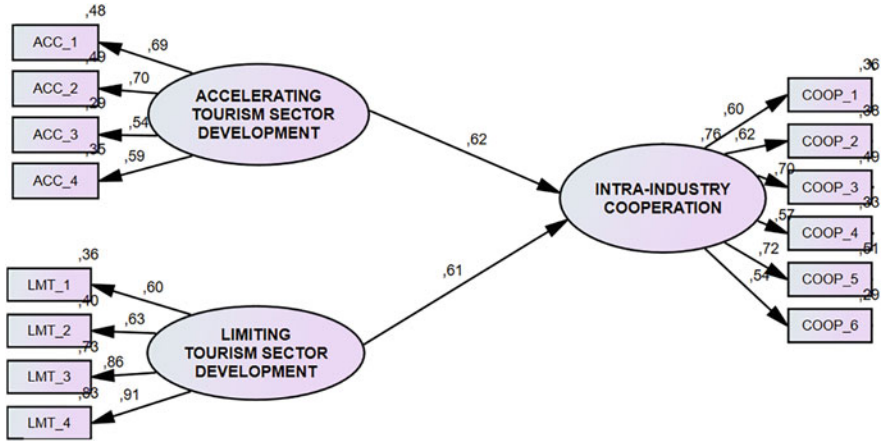 ,48
ACC_1
,69
,49
ACC_2
,70
,29
ACC_3
,54
,35
ACC_4
,59
ACCELERATING
TOURISM SECTOR
DEVELOPMENT
,62
,36
LMT_1
,60
,40
LMT_2
,63
,73
LMT_3
,86
,83
LMT_4
,91
LIMITING
TOURISM SECTOR
DEVELOPMENT
,61
INTRA-INDUSTRY
COOPERATION
,76
,36
COOP_1
,60
,38
COOP_2
,62
,49
COOP_3
,70
,33
COOP_4
,57
,51
COOP_5
,72
,29
COOP_6
,54